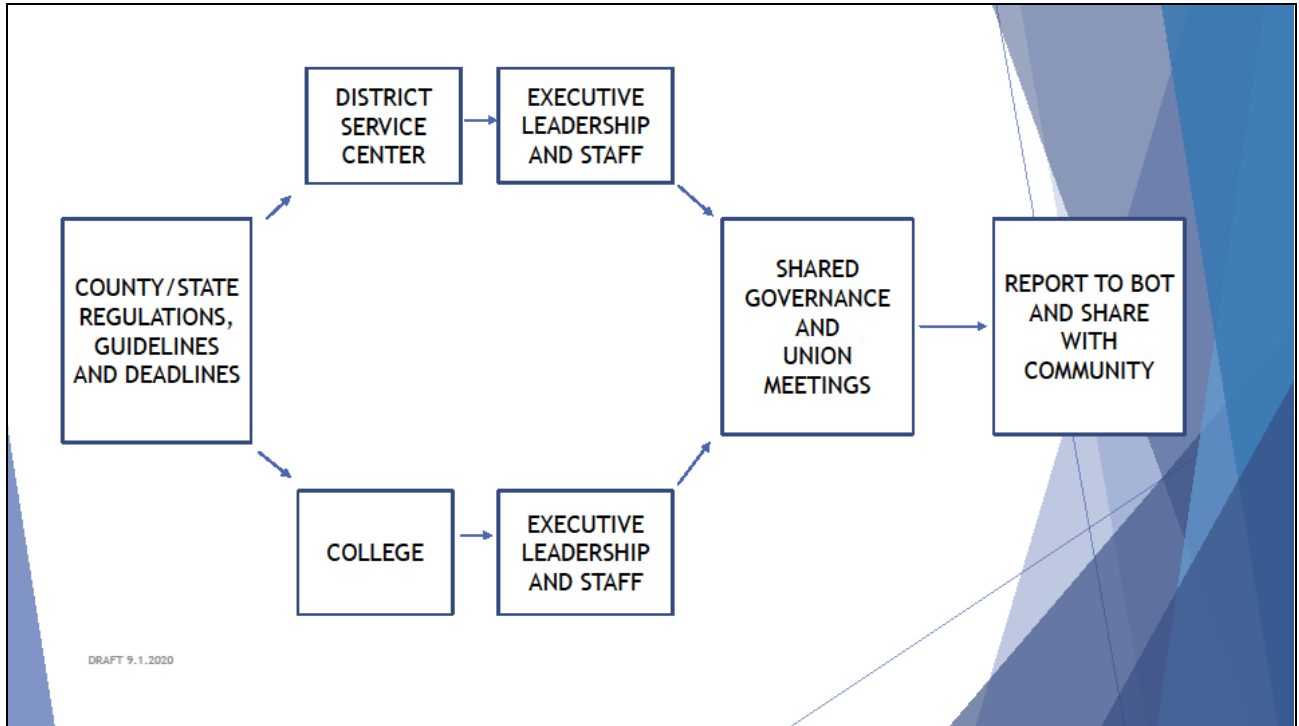 DISTRICT
SERVICE
CENTER
EXECUTIVE
LEADERSHIP
AND STAFF
COUNTY/STATE
REGULATIONS,
GUIDELINES
AND DEADLINES
SHARED
GOVERNANCE
AND
UNION
MEETINGS
REPORT TO BOT
AND SHARE
WITH
COMMUNITY
COLLEGE
EXECUTIVE
LEADERSHIP
AND STAFF
DRAFT 9.1.2020